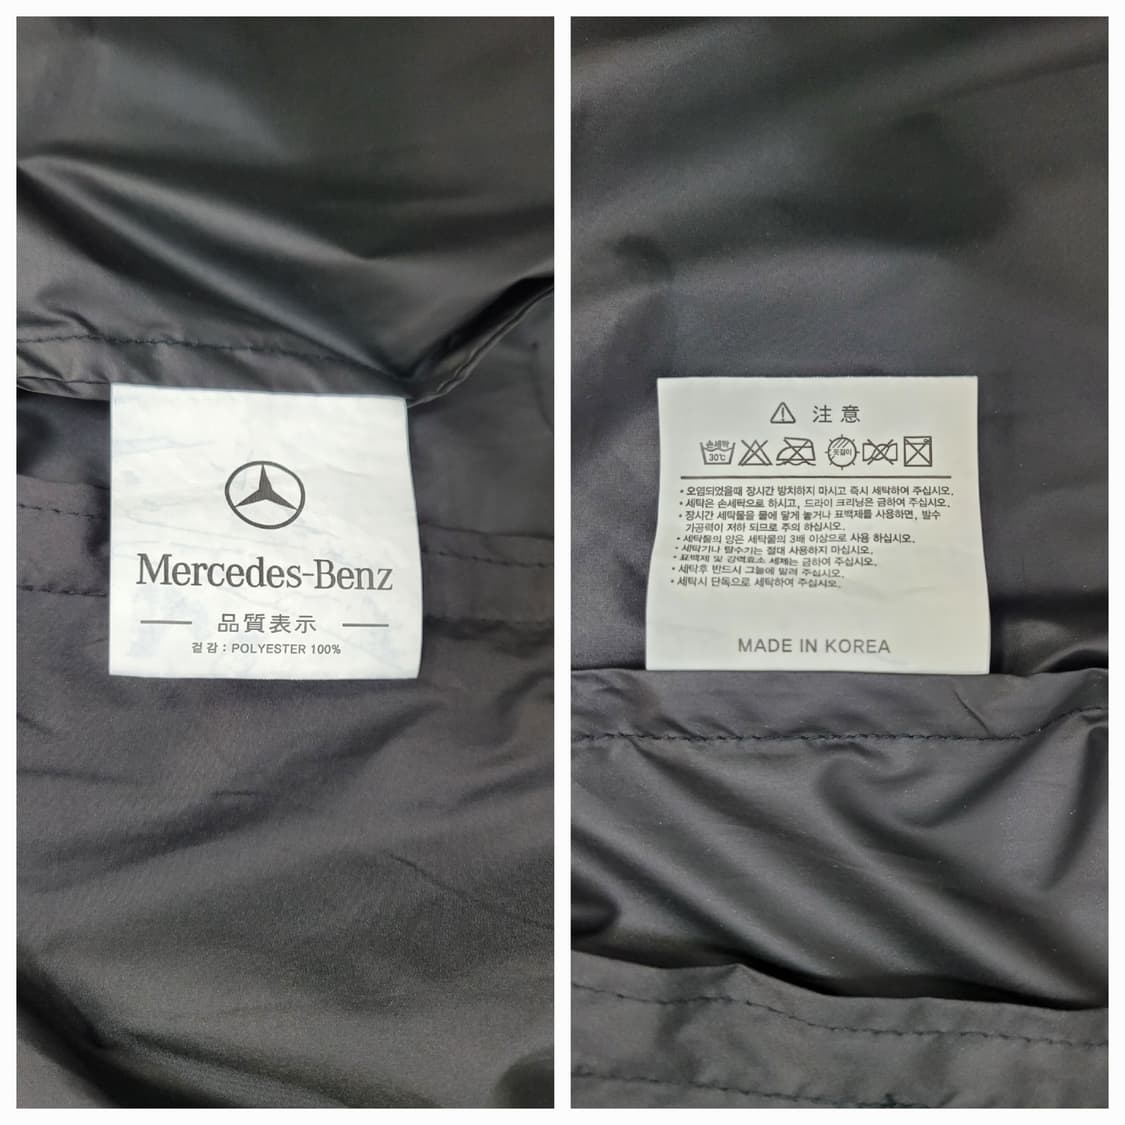 Mercedes-Benz
品質表示
겉감 : POLYESTER 100%
注意
손세탁
30℃
옷걸이
• 오염되었을때 장시간 방치하지 마시고 즉시 세탁하여 주십시오.
• 세탁은 손세탁으로 하시고, 드라이 크리닝은 금하여 주십시오.
• 장시간 세탁물을 물에 담게 놓거나 표백제를 사용하면, 발수
가공력이 저하 되므로 주의 하십시오.
• 세탁물의 양은 세탁물의 3배 이상으로 사용 하십시오.
• 세탁기나 탈수기는 절대 사용하지 마십시오.
• 표백제 및 강력효소 세제는 금하여 주십시오.
• 세탁후 반드시 그늘에 말려 주십시오.
• 세탁시 단독으로 세탁하여 주십시오.
MADE IN KOREA